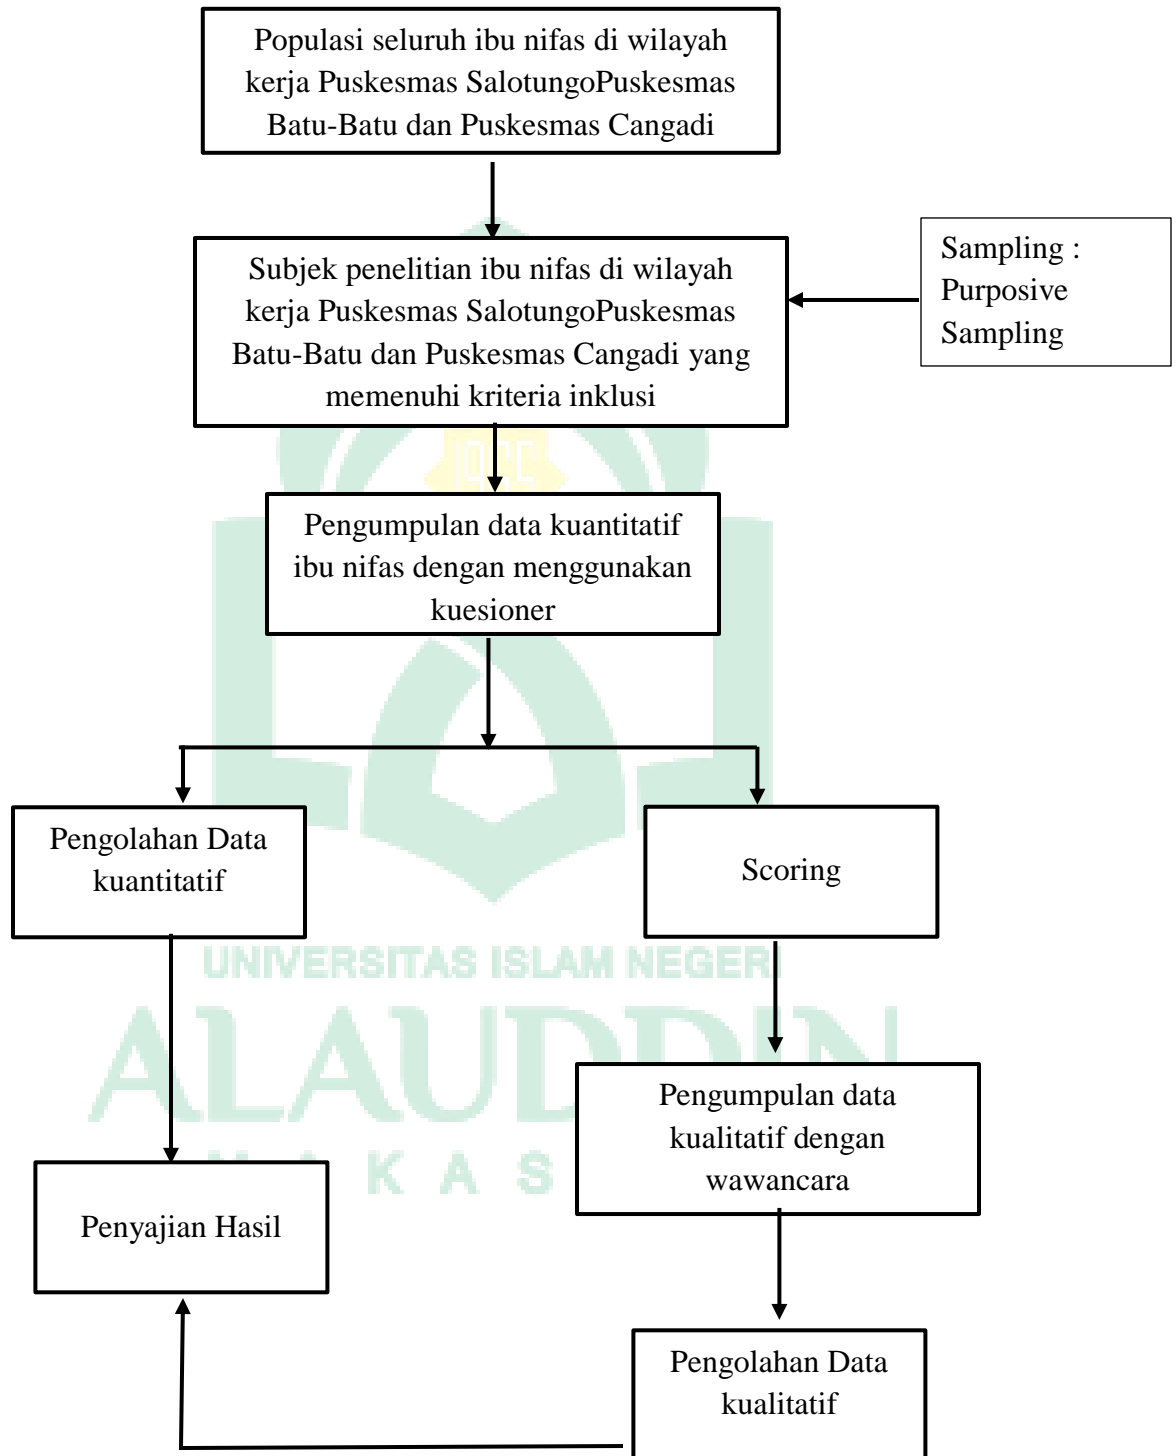 Populasi seluruh ibu nifas di wilayah
kerja Puskesmas SalotungoPuskesmas
Batu-Batu dan Puskesmas Cangadi
Subjek penelitian ibu nifas di wilayah
kerja Puskesmas SalotungoPuskesmas
Batu-Batu dan Puskesmas Cangadi yang
memenuhi kriteria inklusi
Sampling :
Purposive
Sampling
Pengumpulan data kuantitatif
ibu nifas dengan menggunakan
kuesioner
Pengolahan Data
kuantitatif
Scoring
UNIVERSITAS ISLAM NEGERI
ALAUDDIN
Pengumpulan data
kualitatif dengan
wawancara
Penyajian Hasil
Pengolahan Data
kualitatif